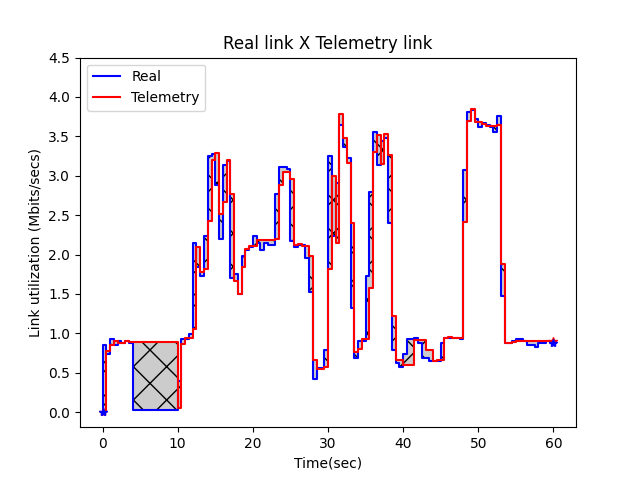 Real link X Telemetry link
Real
Telemetry
Link utilization (Mbits/secs)
4.5
4.0
3.5
3.0
2.5
2.0
1.5
1.0
0.5
0.0
0 10 20 30 40 50 60
Time(sec)